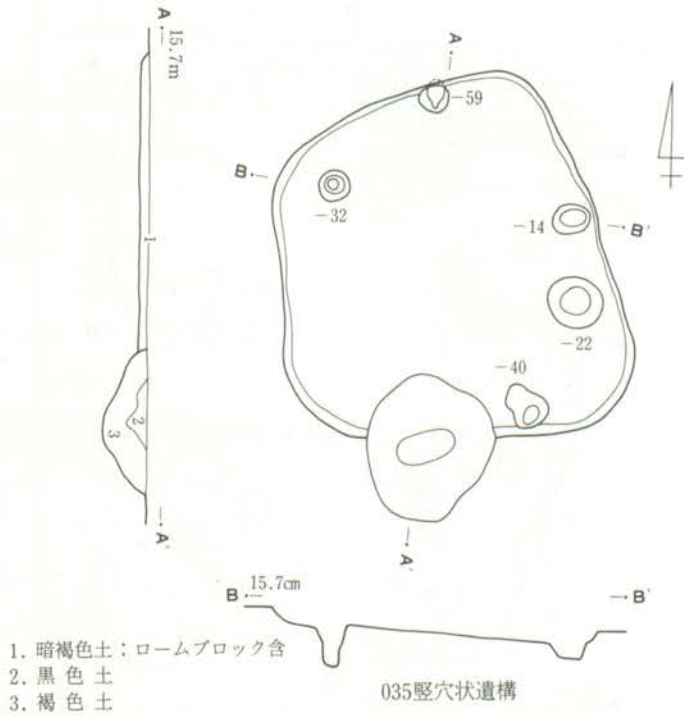 A
15.7m
1
2
3
A'
A
-59
B
-32
-14
B'
-22
-40
A'
B 15.7cm B'
1. 暗褐色土：ロームブロック含
2. 黒色土
3. 褐色土
035竪穴状遺構